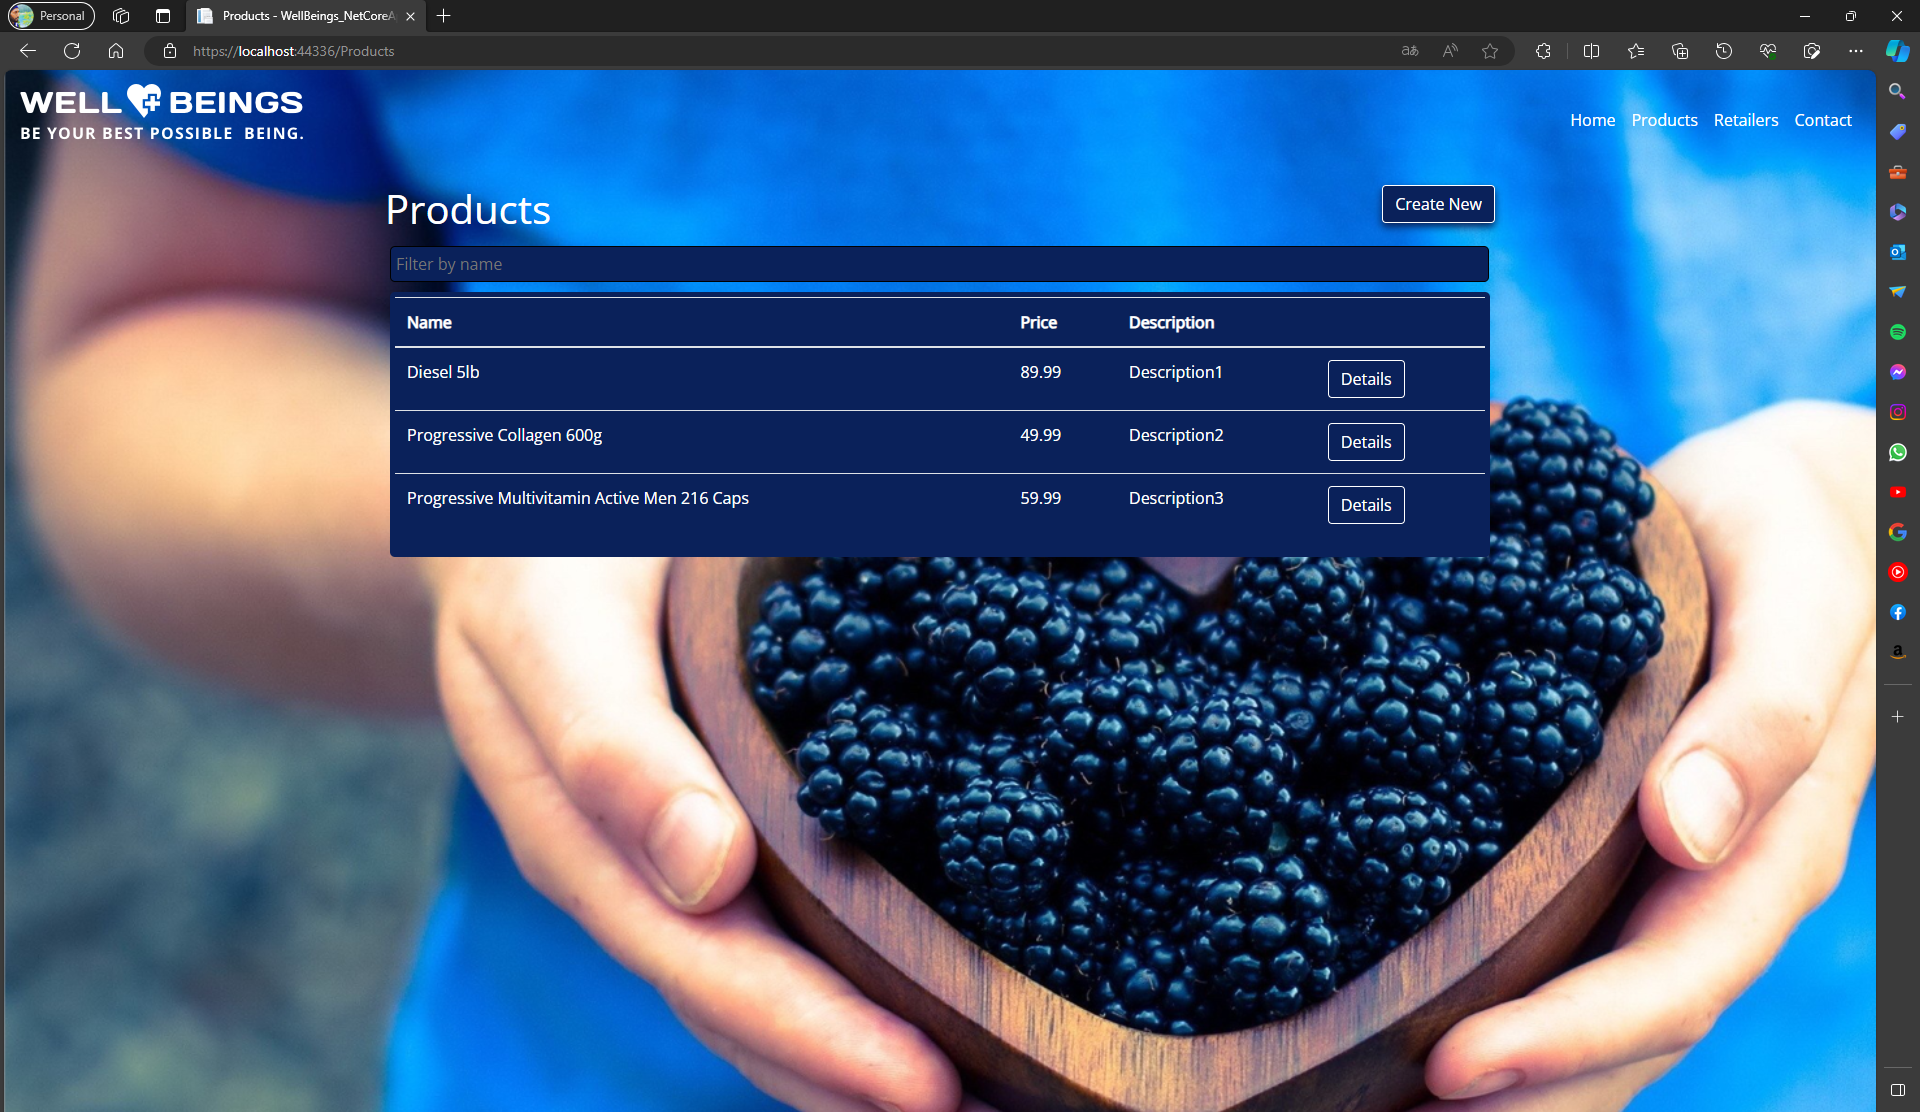 Personal
Products - WellBeings_NetCoreA
https://localhost:44336/Products
WELL BEINGS
BE YOUR BEST POSSIBLE BEING.
Home Products Retailers Contact
Products
Create New
Filter by name
Name Price Description
Diesel 5lb 89.99 Description1 Details
Progressive Collagen 600g 49.99 Description2 Details
Progressive Multivitamin Active Men 216 Caps 59.99 Description3 Details